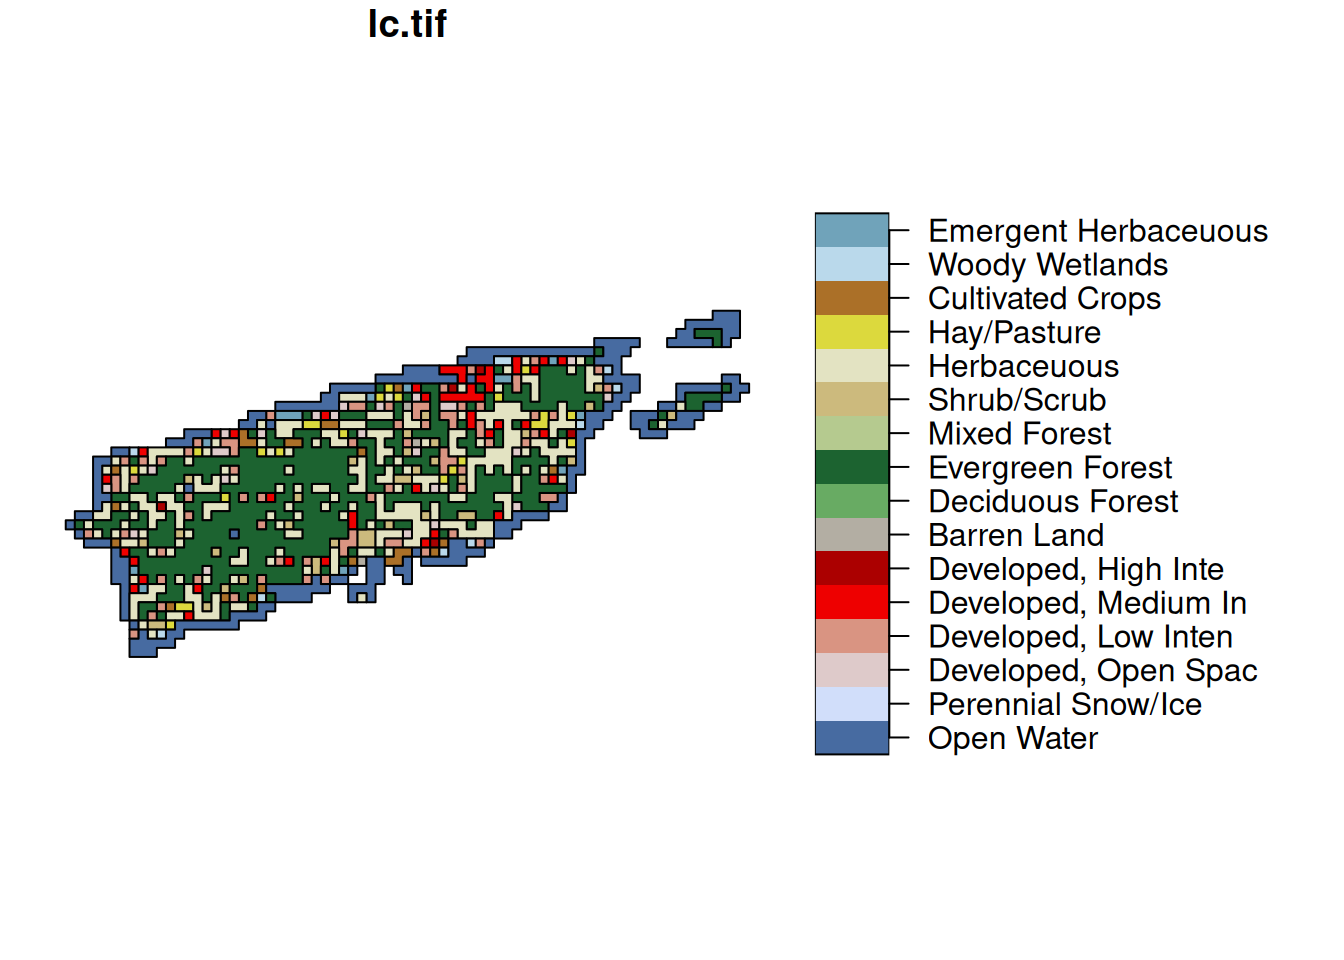 lc.tif
Emergent Herbaceuous
Woody Wetlands
Cultivated Crops
Hay/Pasture
Herbaceuous
Shrub/Scrub
Mixed Forest
Evergreen Forest
Deciduous Forest
Barren Land
Developed, High Inte
Developed, Medium In
Developed, Low Inten
Developed, Open Spac
Perennial Snow/Ice
Open Water